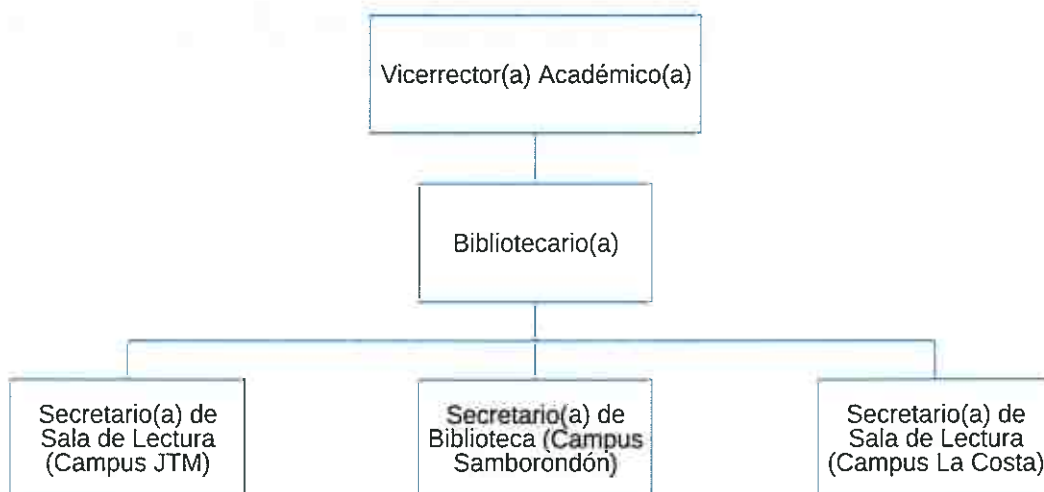 Vicerrector(a) Académico(a)
Bibliotecario(a)
Secretario(a) de
Sala de Lectura
(Campus JTM)
Secretario(a) de
Biblioteca (Campus
Samborondón)
Secretario(a) de
Sala de Lectura
(Campus La Costa)